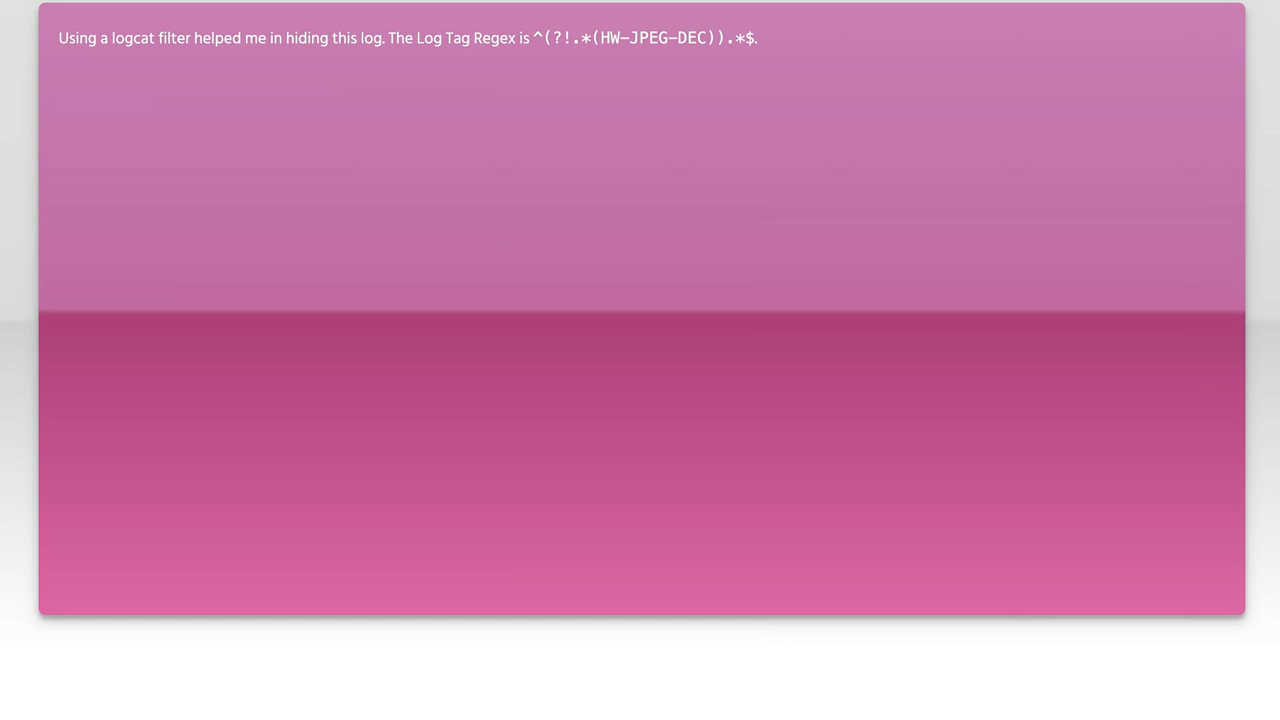 Using a logcat filter helped me in hiding this log. The Log Tag Regex is ^(?!.*(HW-JPEG-DEC)).*$.